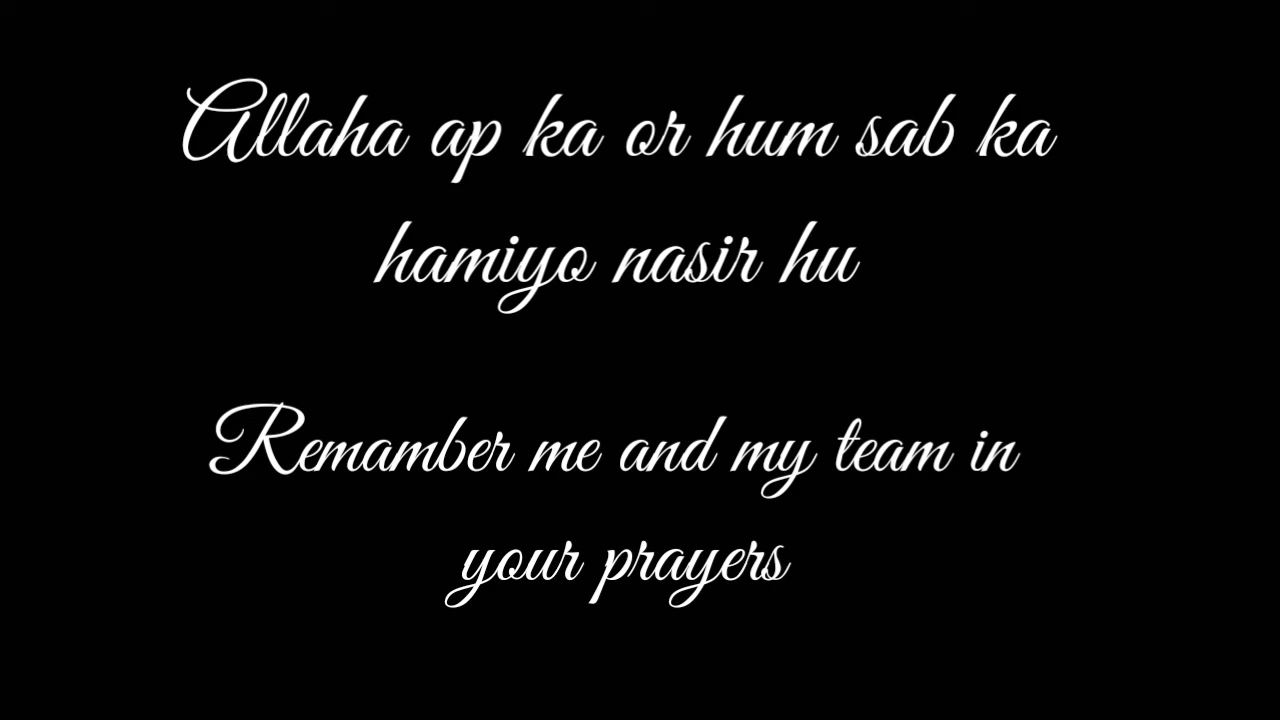 Allaha ap ka or hum sab ka
hamiyo nasir hu
Remamber me and my team in
your prayers